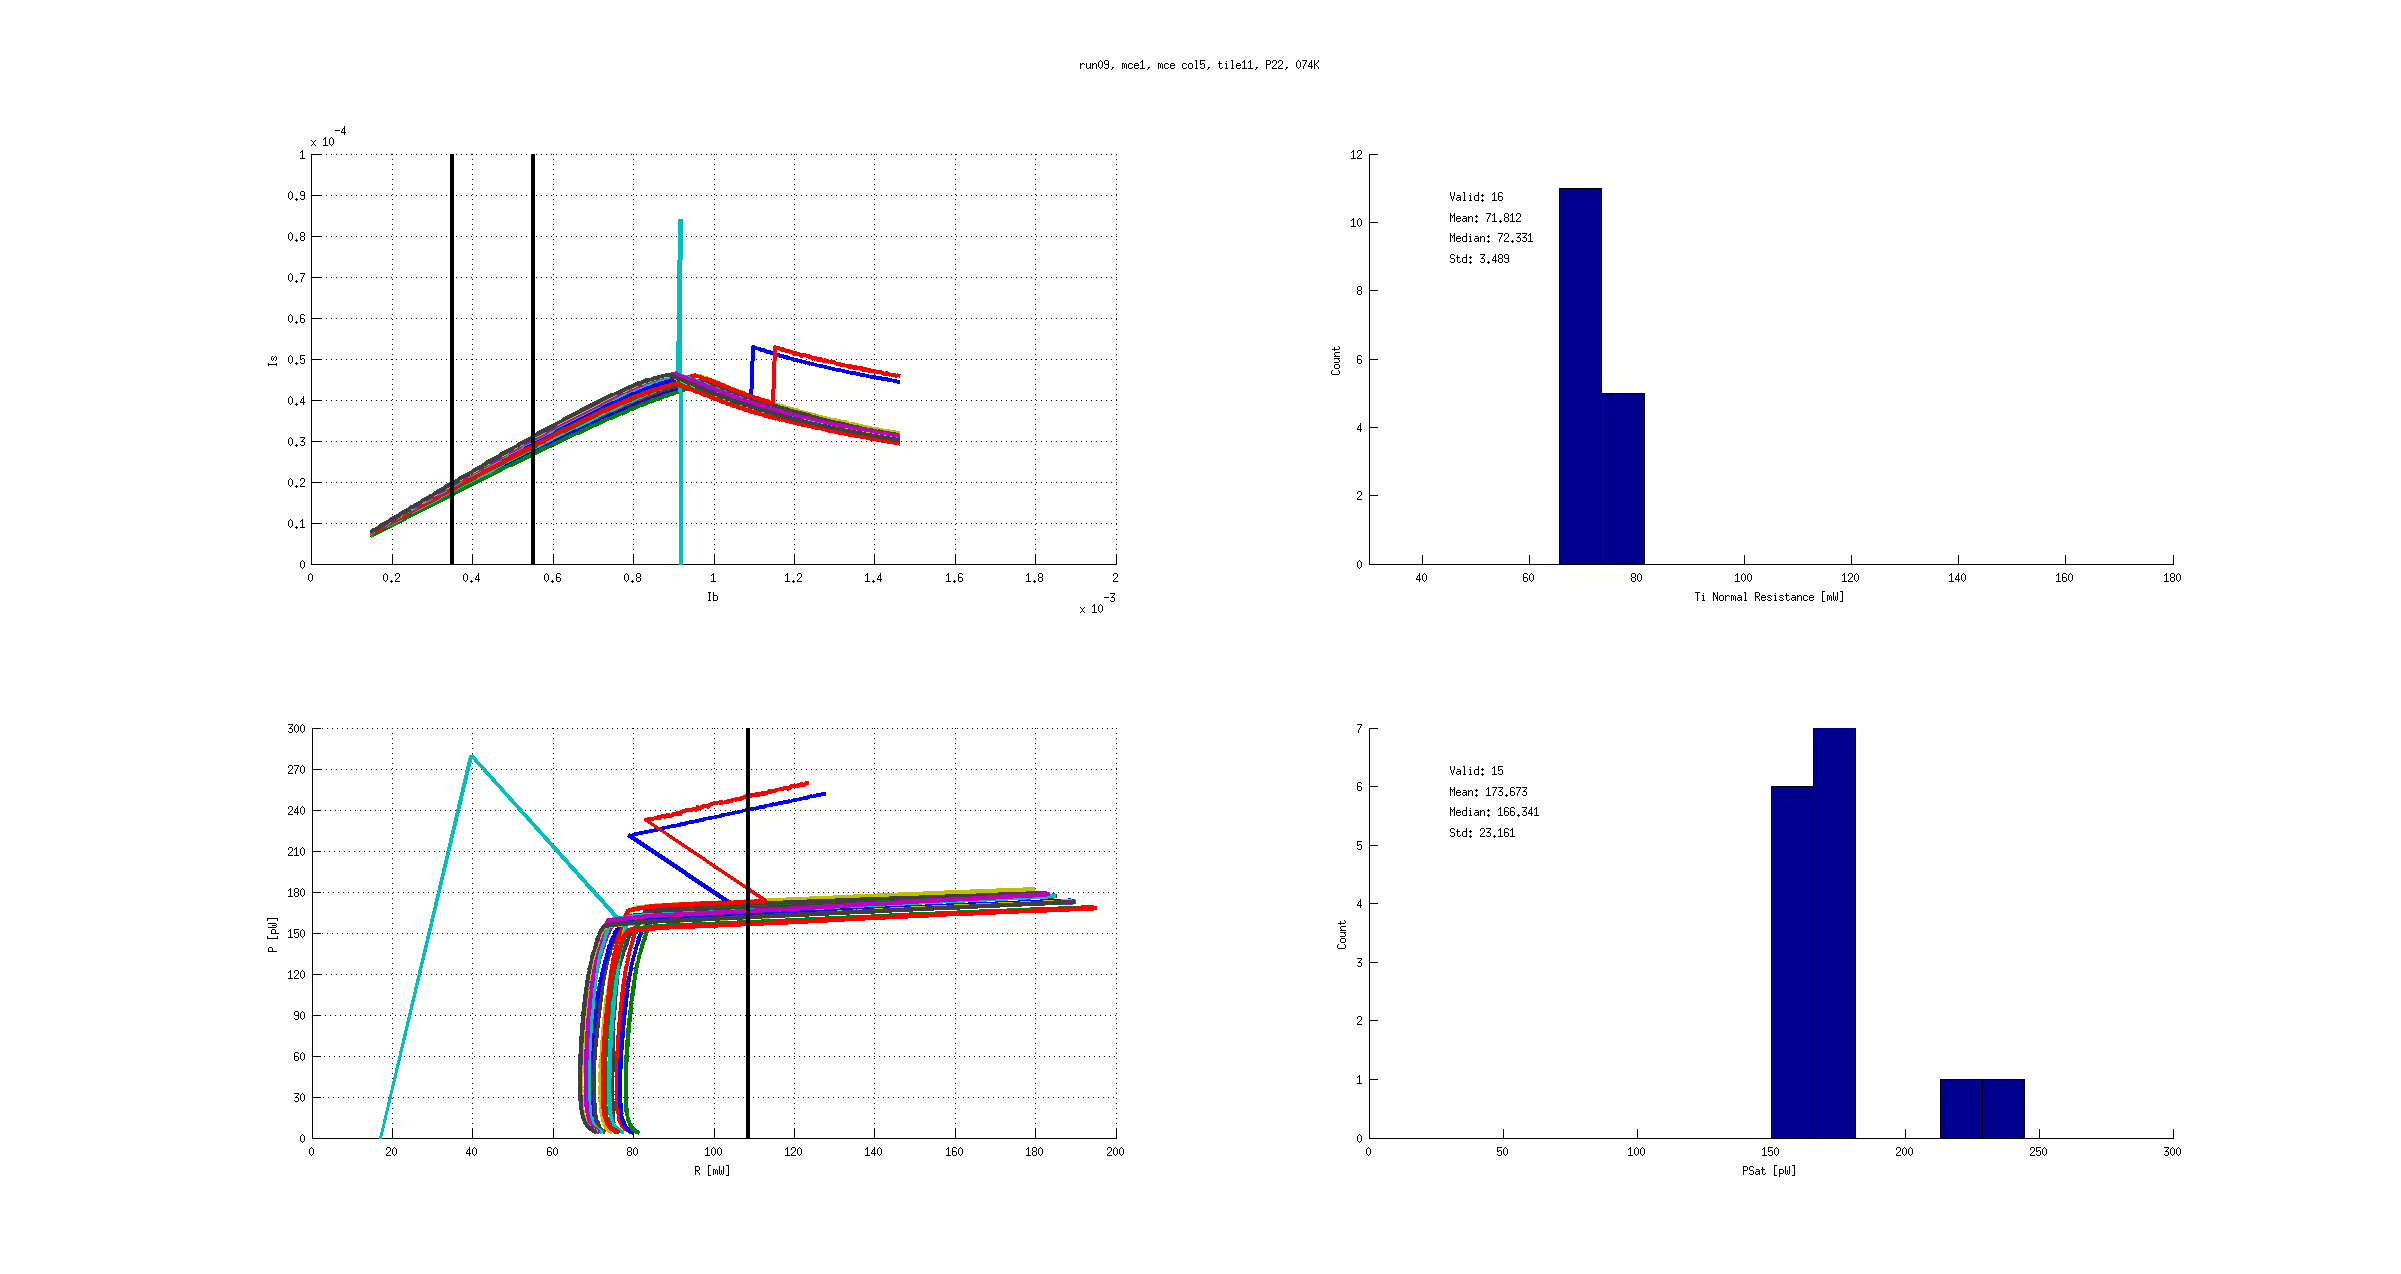 run09, mce1, mce col5, tile11, P22, 074K
x 10^-4
1
0.9
0.8
0.7
0.6
0.5
0.4
0.3
0.2
0.1
0
Is
0 0.2 0.4 0.6 0.8 1 1.2 1.4 1.6 1.8 2
Ib
x 10^-3
12
10
8
6
4
2
0
Count
Valid: 16
Mean: 71.812
Median: 72.331
Std: 3.489
40 60 80 100 120 140 160 180
Ti Normal Resistance [mW]
300
270
240
210
180
150
120
90
60
30
0
P [pW]
0 20 40 60 80 100 120 140 160 180 200
R [mW]
7
6
5
4
3
2
1
0
Count
Valid: 15
Mean: 173.673
Median: 166.341
Std: 23.161
0 50 100 150 200 250 300
PSat [pW]